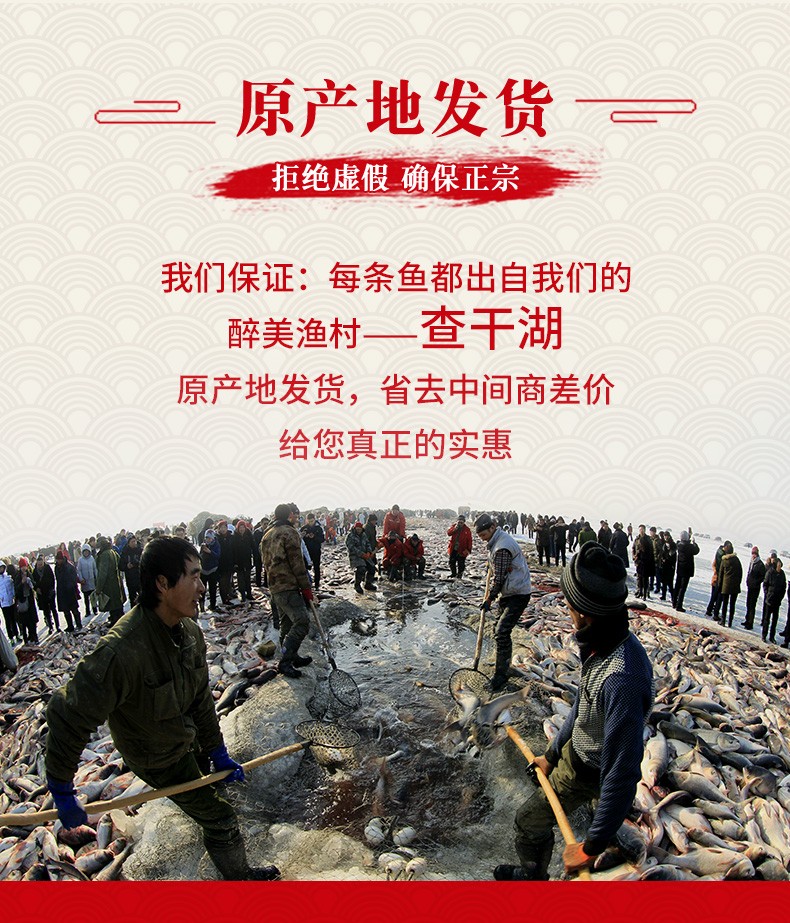 原产地发货
拒绝虚假 确保正宗
我们保证：每条鱼都出自我们的
醉美渔村——查干湖
原产地发货，省去中间商差价
给您真正的实惠